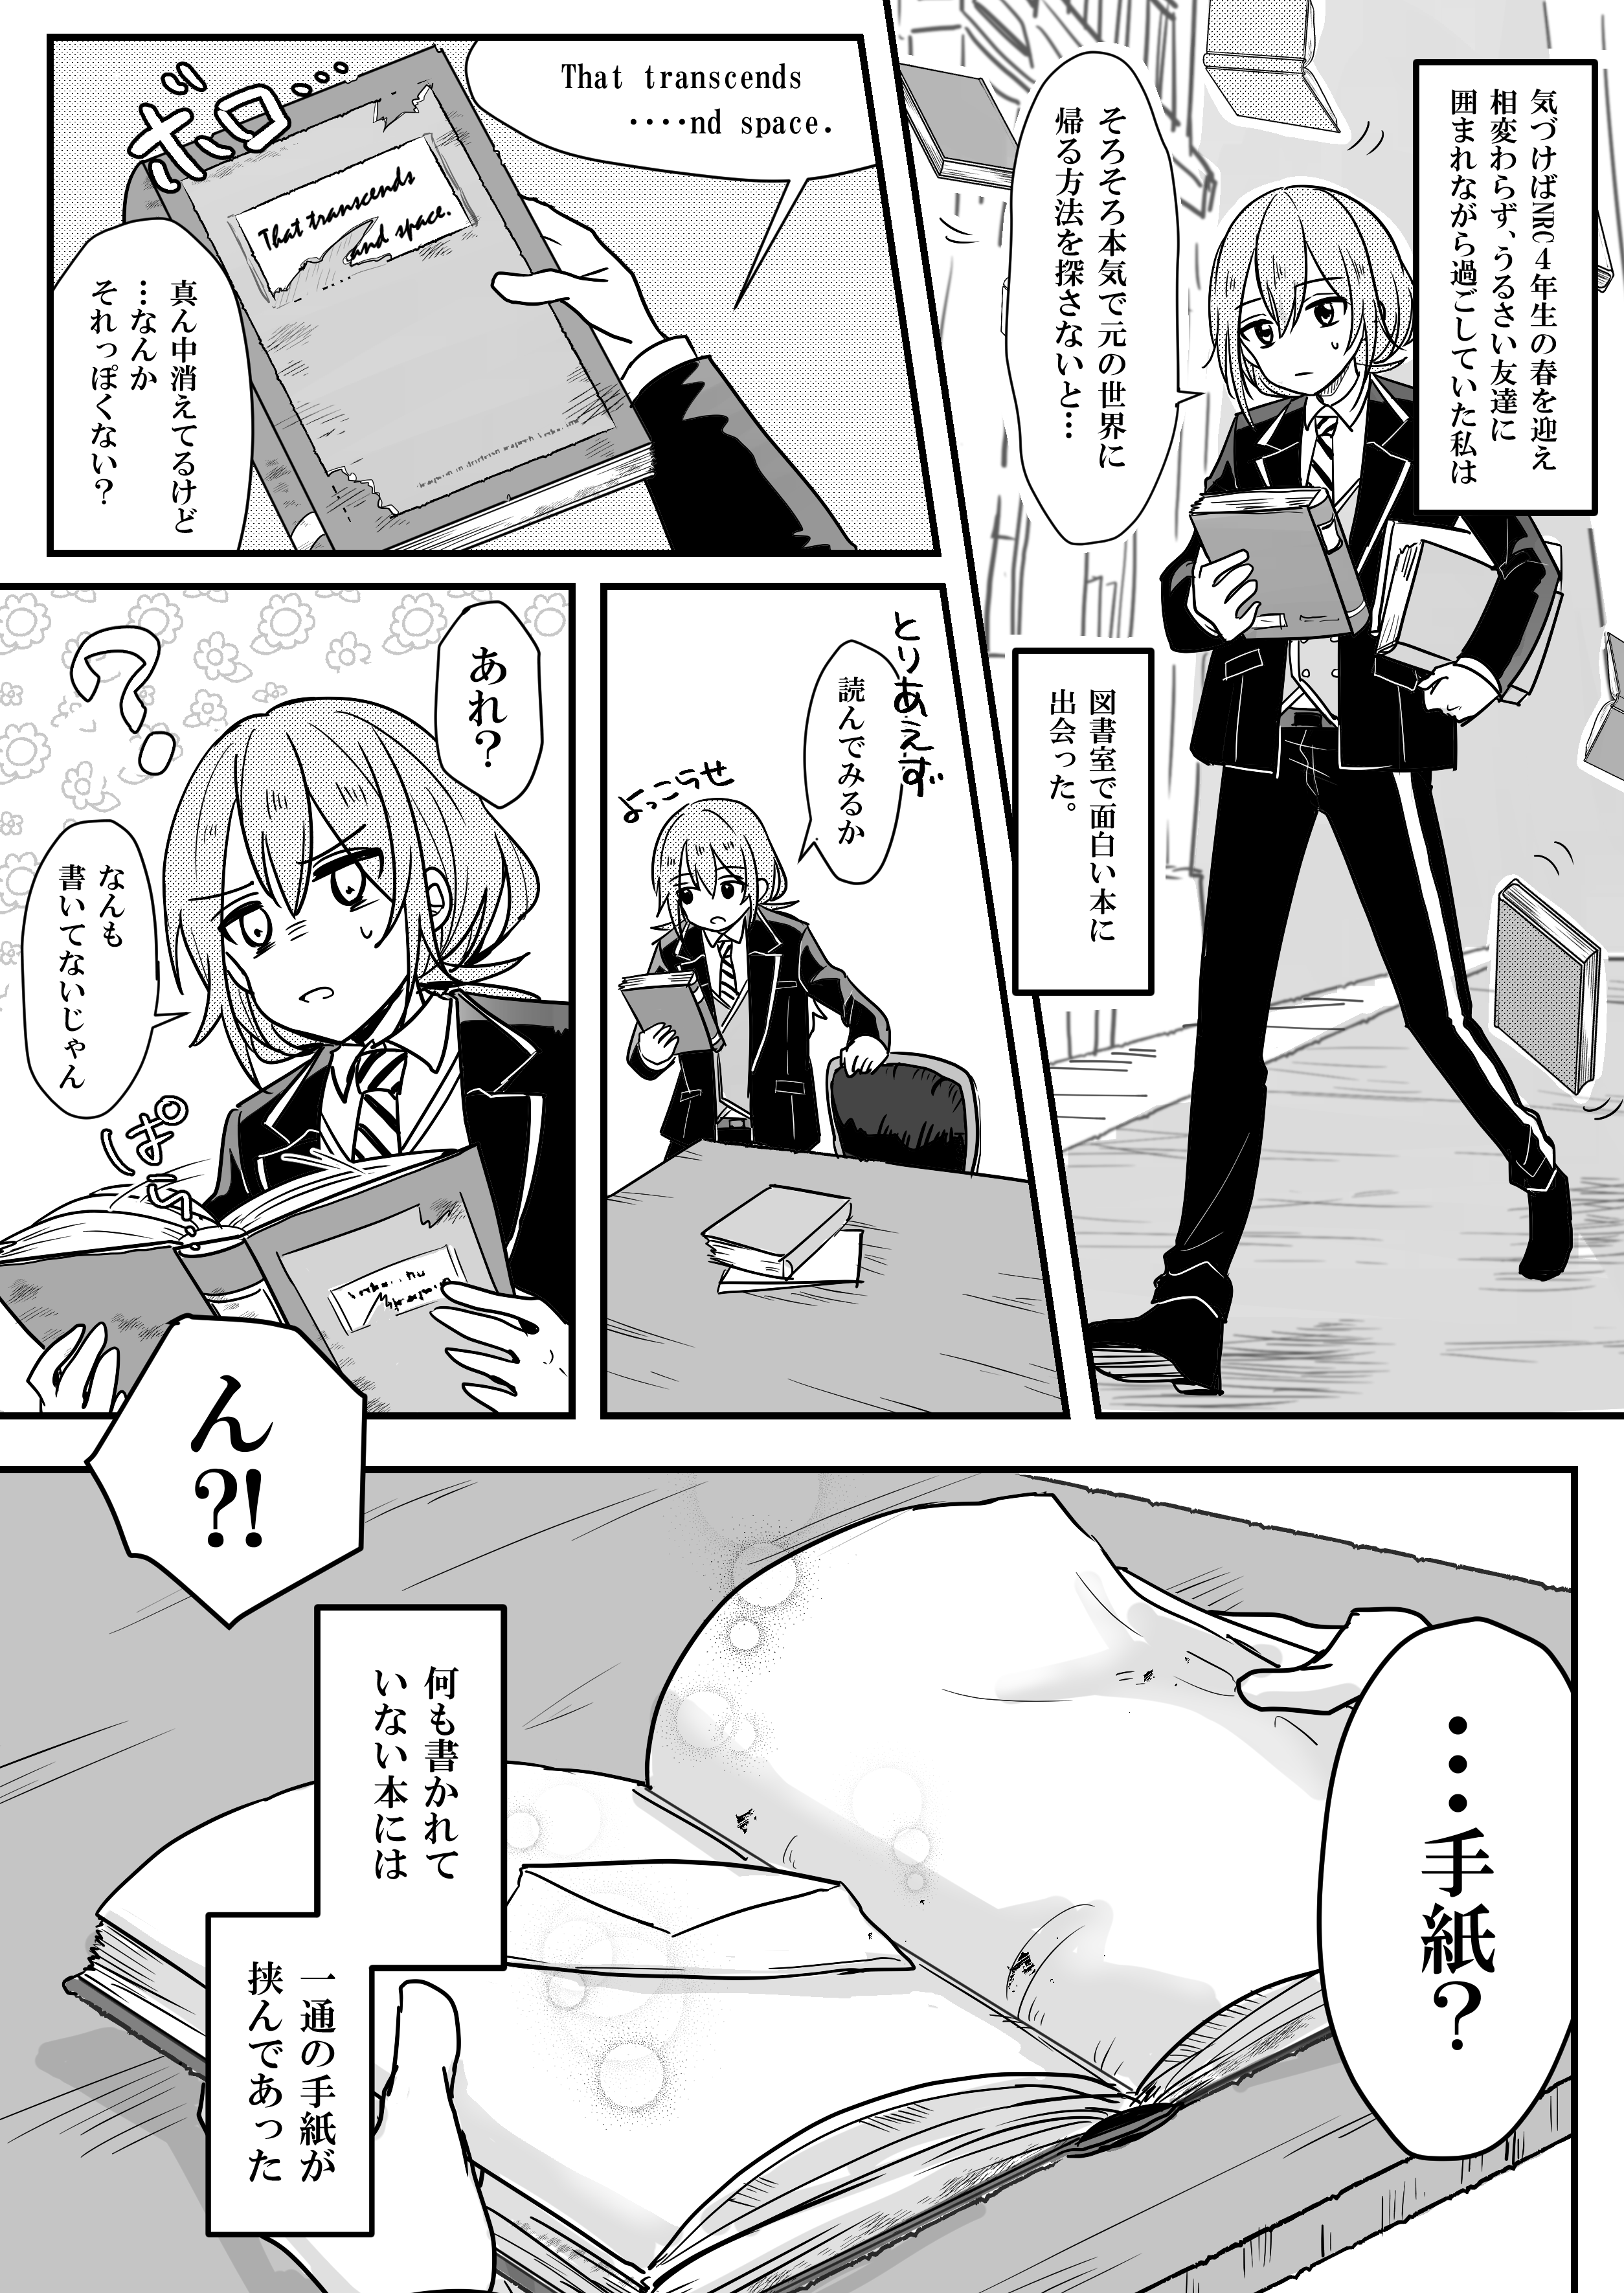 気づけばNRC4年生の春を迎え
相変わらず、うるさい友達に
囲まれながら過ごしていた私は
そろそろ本気で元の世界に
帰る方法を探さないと…
図書室で面白い本に
出会った。
That transcends
‥‥nd space.
ボロ…
That transcends
and space.
真ん中消えてるけど
…なんか
それっぽくない?
とりあえず
読んでみるか
よっこらせ
あれ?
?
なんも
書いてないじゃん
ぱら
ん?!
…手紙?
何も書かれて
いない本には
一通の手紙が
挟んであった